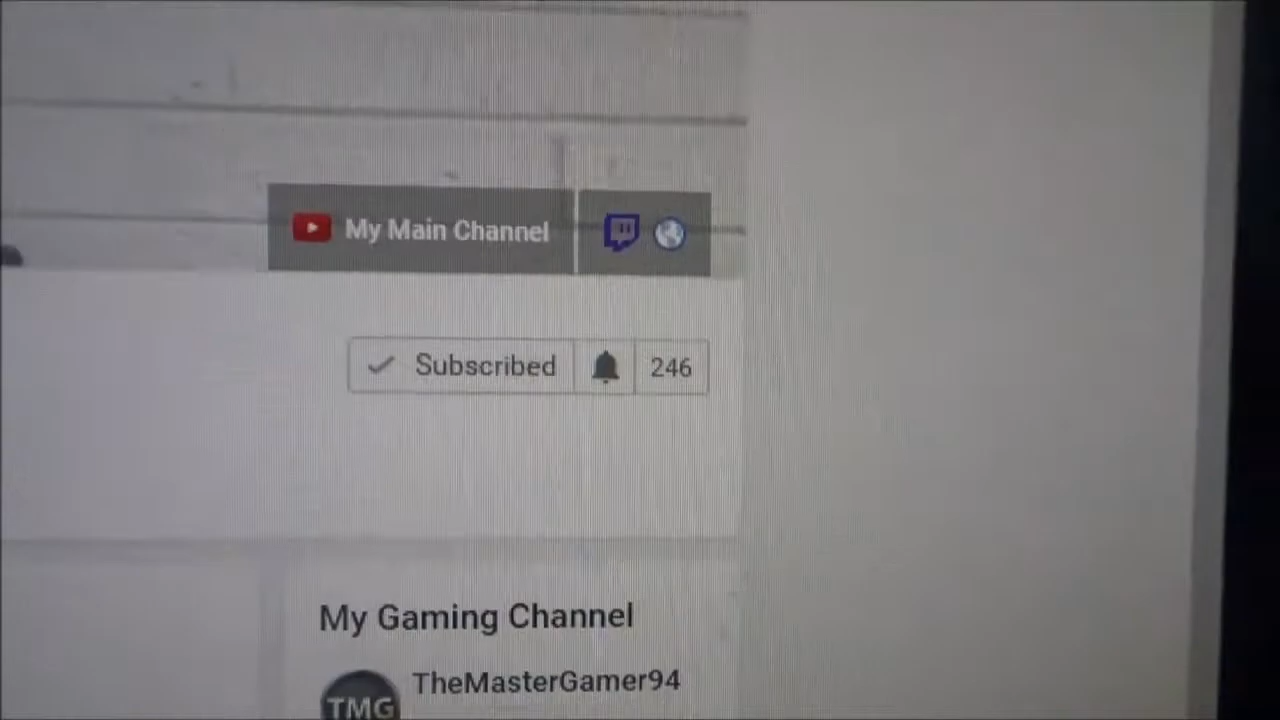 My Main Channel
Subscribed 246
My Gaming Channel
TheMasterGamer94
TMG